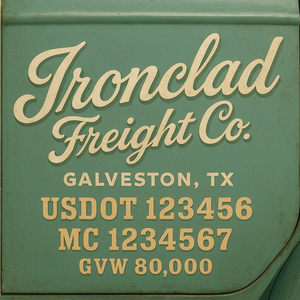 Ironclad
Freight Co.
GALVESTON, TX
USDOT 123456
MC 1234567
GVW 80,000